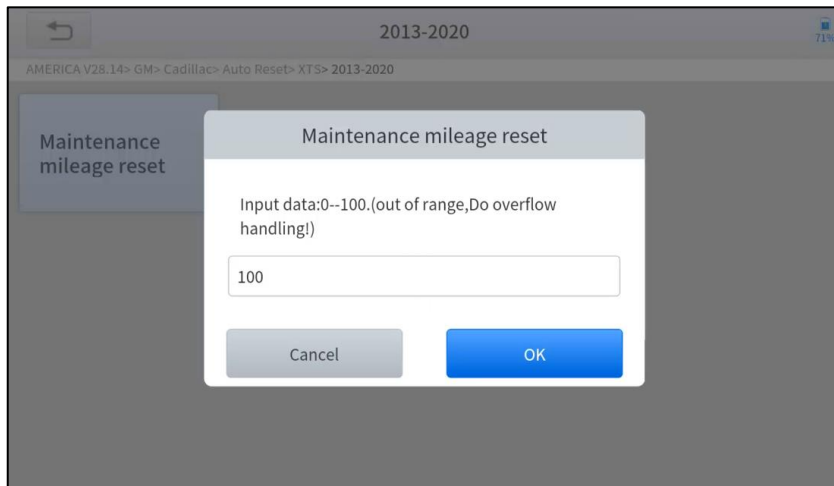 2013-2020
71%
AMERICA V28.14> GM> Cadillac> Auto Reset> XTS> 2013-2020
Maintenance
mileage reset
Maintenance mileage reset
Input data:0--100.(out of range,Do overflow
handling!)
100
Cancel
OK